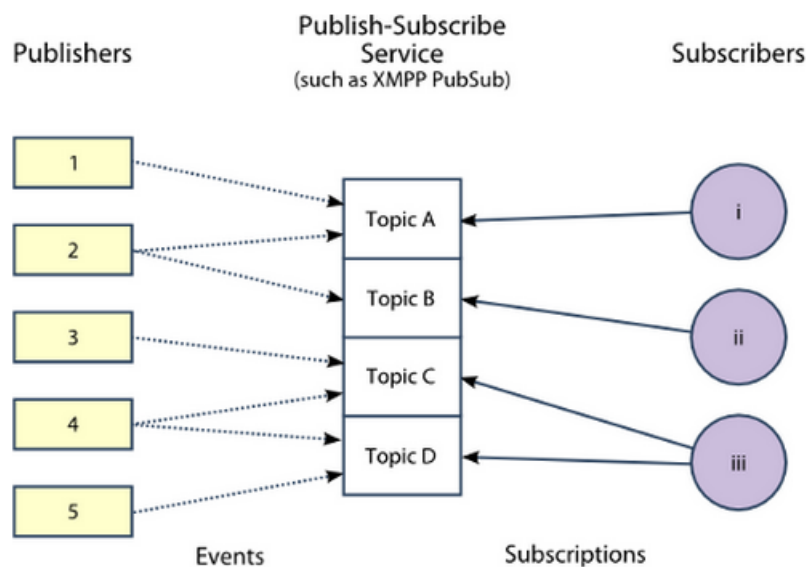 Publishers
Publish-Subscribe
Service
(such as XMPP PubSub)
Subscribers
1
2
3
4
5
Topic A
Topic B
Topic C
Topic D
i
ii
iii
Events
Subscriptions